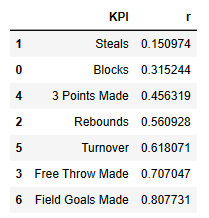 KPI r
1 Steals 0.150974
0 Blocks 0.315244
4 3 Points Made 0.456319
2 Rebounds 0.560928
5 Turnover 0.618071
3 Free Throw Made 0.707047
6 Field Goals Made 0.807731